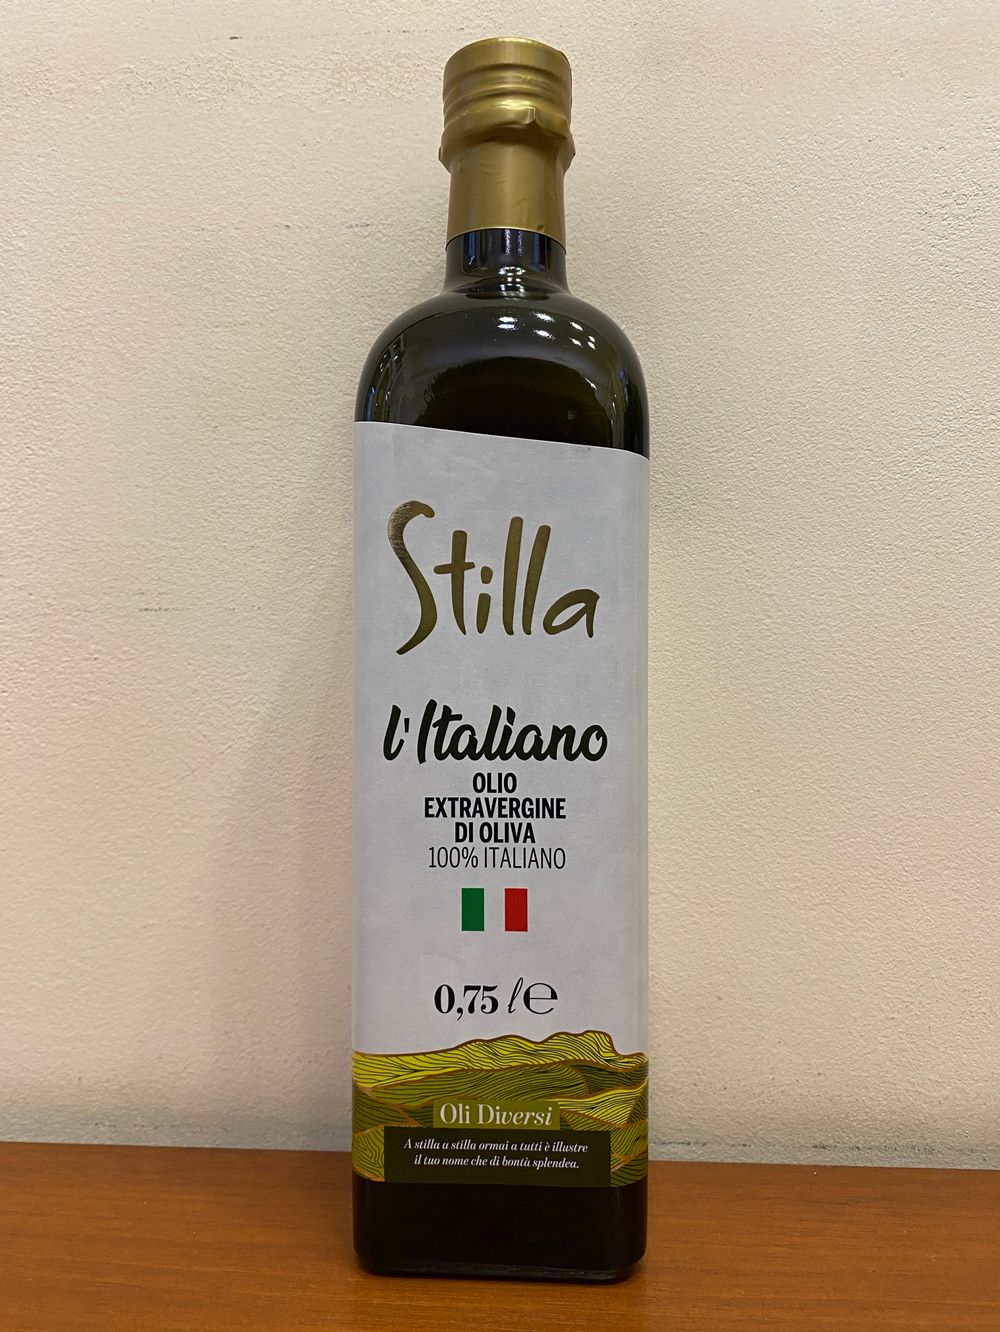 Stilla
l'Italiano
OLIO
EXTRAVERGINE
DI OLIVA
100% ITALIANO
0,75 l℮
Oli Diversi
A stilla a stilla ormai a tutti è illustre
il tuo nome che di bontà splendea.